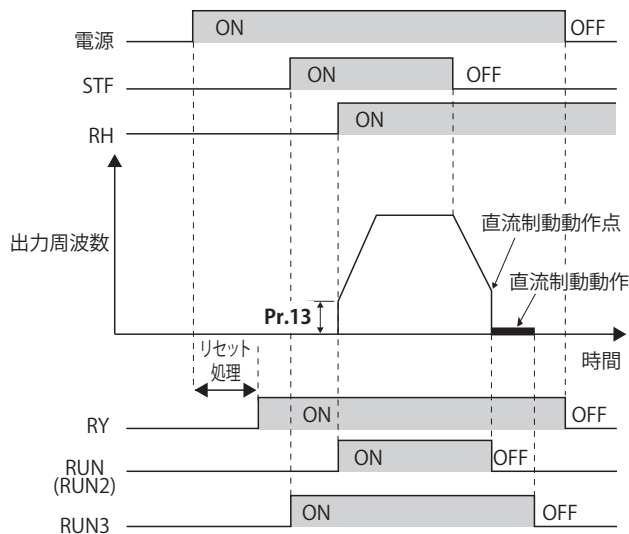 電源
ON
OFF
STF
ON
OFF
RH
ON
出力周波数
直流制動動作点
直流制動動作
Pr.13
時間
リセット
処理
RY
ON
OFF
RUN
(RUN2)
ON
OFF
RUN3
ON
OFF